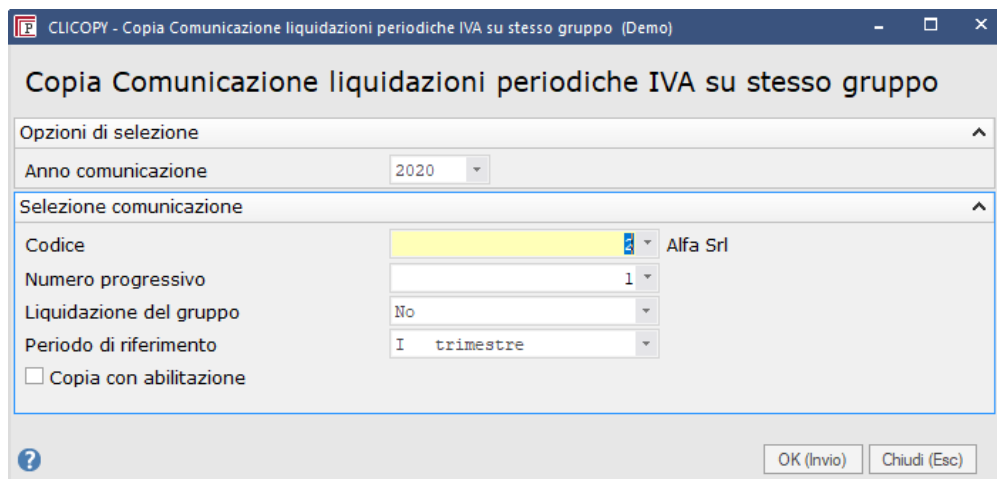 CLICOPY - Copia Comunicazione liquidazioni periodiche IVA su stesso gruppo (Demo)
Copia Comunicazione liquidazioni periodiche IVA su stesso gruppo
Opzioni di selezione
Anno comunicazione 2020
Selezione comunicazione
Codice 2 Alfa Srl
Numero progressivo 1
Liquidazione del gruppo No
Periodo di riferimento I trimestre
Copia con abilitazione
? OK (Invio) Chiudi (Esc)